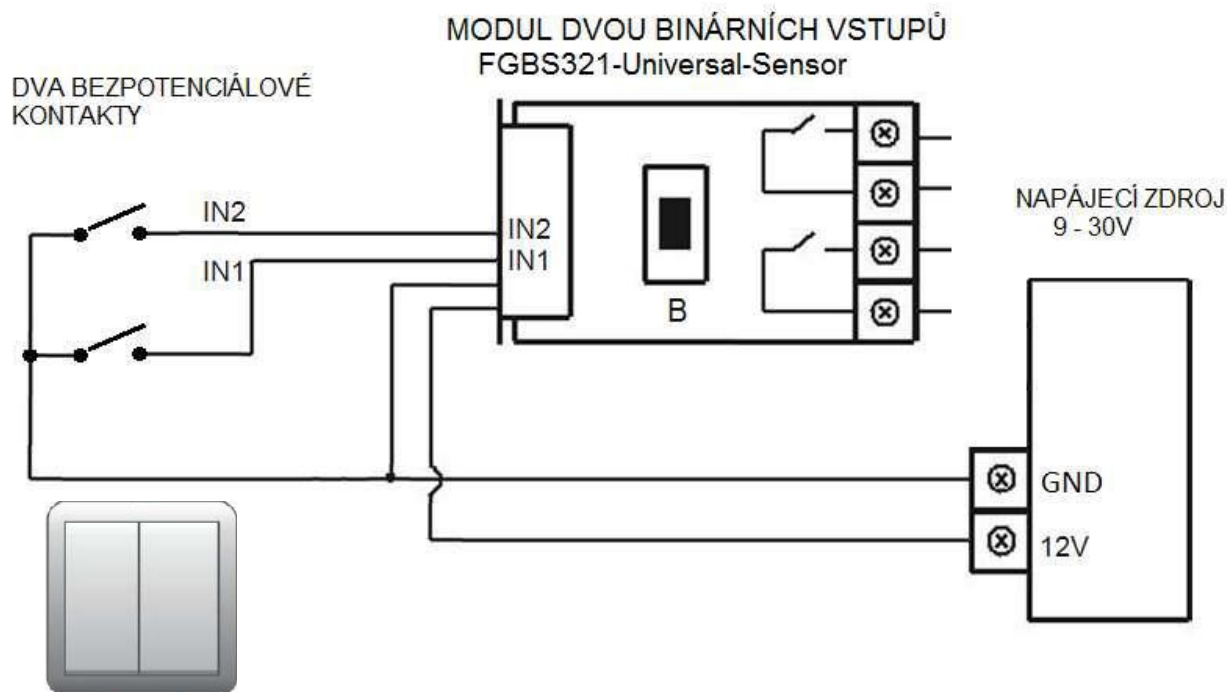 MODUL DVOU BINÁRNÍCH VSTUPŮ
FGBS321-Universal-Sensor
DVA BEZPOTENCIÁLOVÉ
KONTAKTY
IN2
IN1
IN2
IN1
B
NAPÁJECÍ ZDROJ
9 - 30V
GND
12V